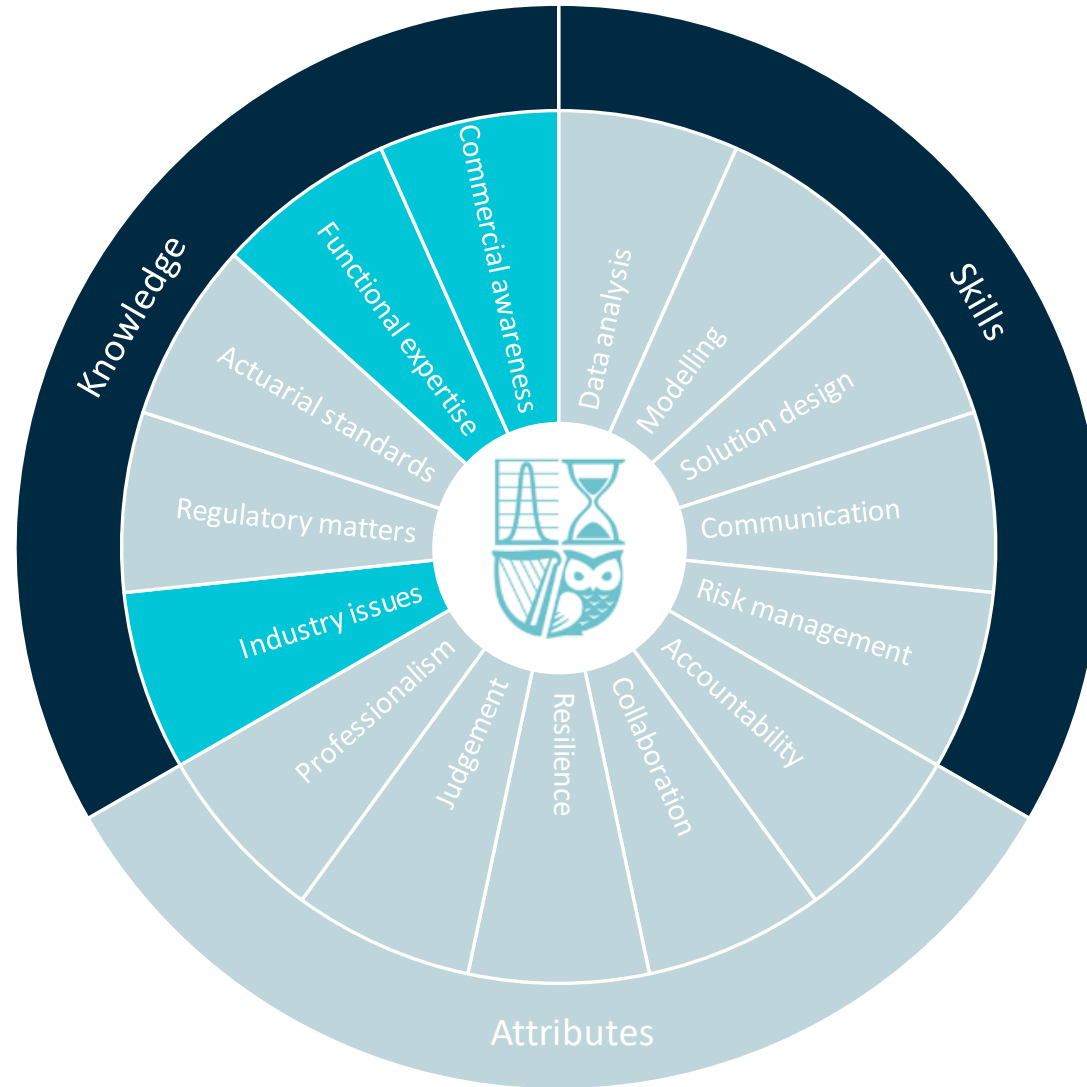 Knowledge
Skills
Attributes
Commercial awareness
Functional expertise
Actuarial standards
Regulatory matters
Industry issues
Data analysis
Modelling
Solution design
Communication
Risk management
Accountability
Collaboration
Resilience
Judgement
Professionalism